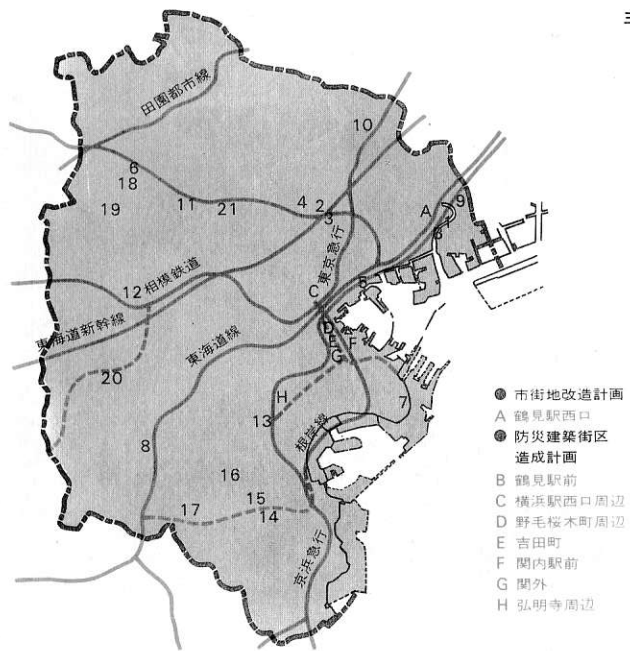 田園都市線
10
6
18
19
11
21
4
2
3
A
9
1
東京急行
12
相模鉄道
C
5
東海道新幹線
東海道線
D
E
F
G
20
H
7
13
根岸線
8
16
15
17
14
京浜急行
市街地改造計画
A 鶴見駅西口
防災建築街区
造成計画
B 鶴見駅前
C 横浜駅西口周辺
D 野毛桜木町周辺
E 吉田町
F 関内駅前
G 関外
H 弘明寺周辺